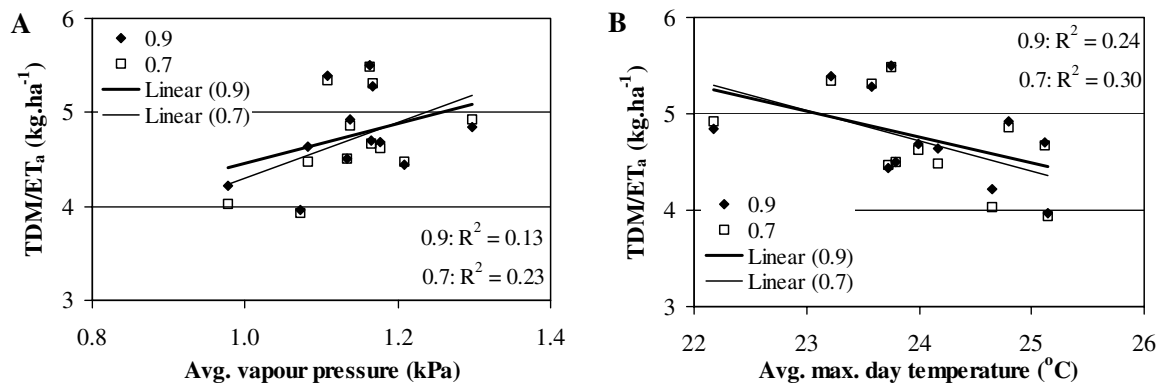 A
TDM/ETₐ (kg.ha⁻¹)
6
5
4
3
0.9
0.7
Linear (0.9)
Linear (0.7)
0.9: R² = 0.13
0.7: R² = 0.23
0.8
1.0
1.2
1.4
Avg. vapour pressure (kPa)
B
TDM/ETₐ (kg.ha⁻¹)
6
5
4
3
0.9: R² = 0.24
0.7: R² = 0.30
0.9
0.7
Linear (0.9)
Linear (0.7)
22
23
24
25
26
Avg. max. day temperature (°C)